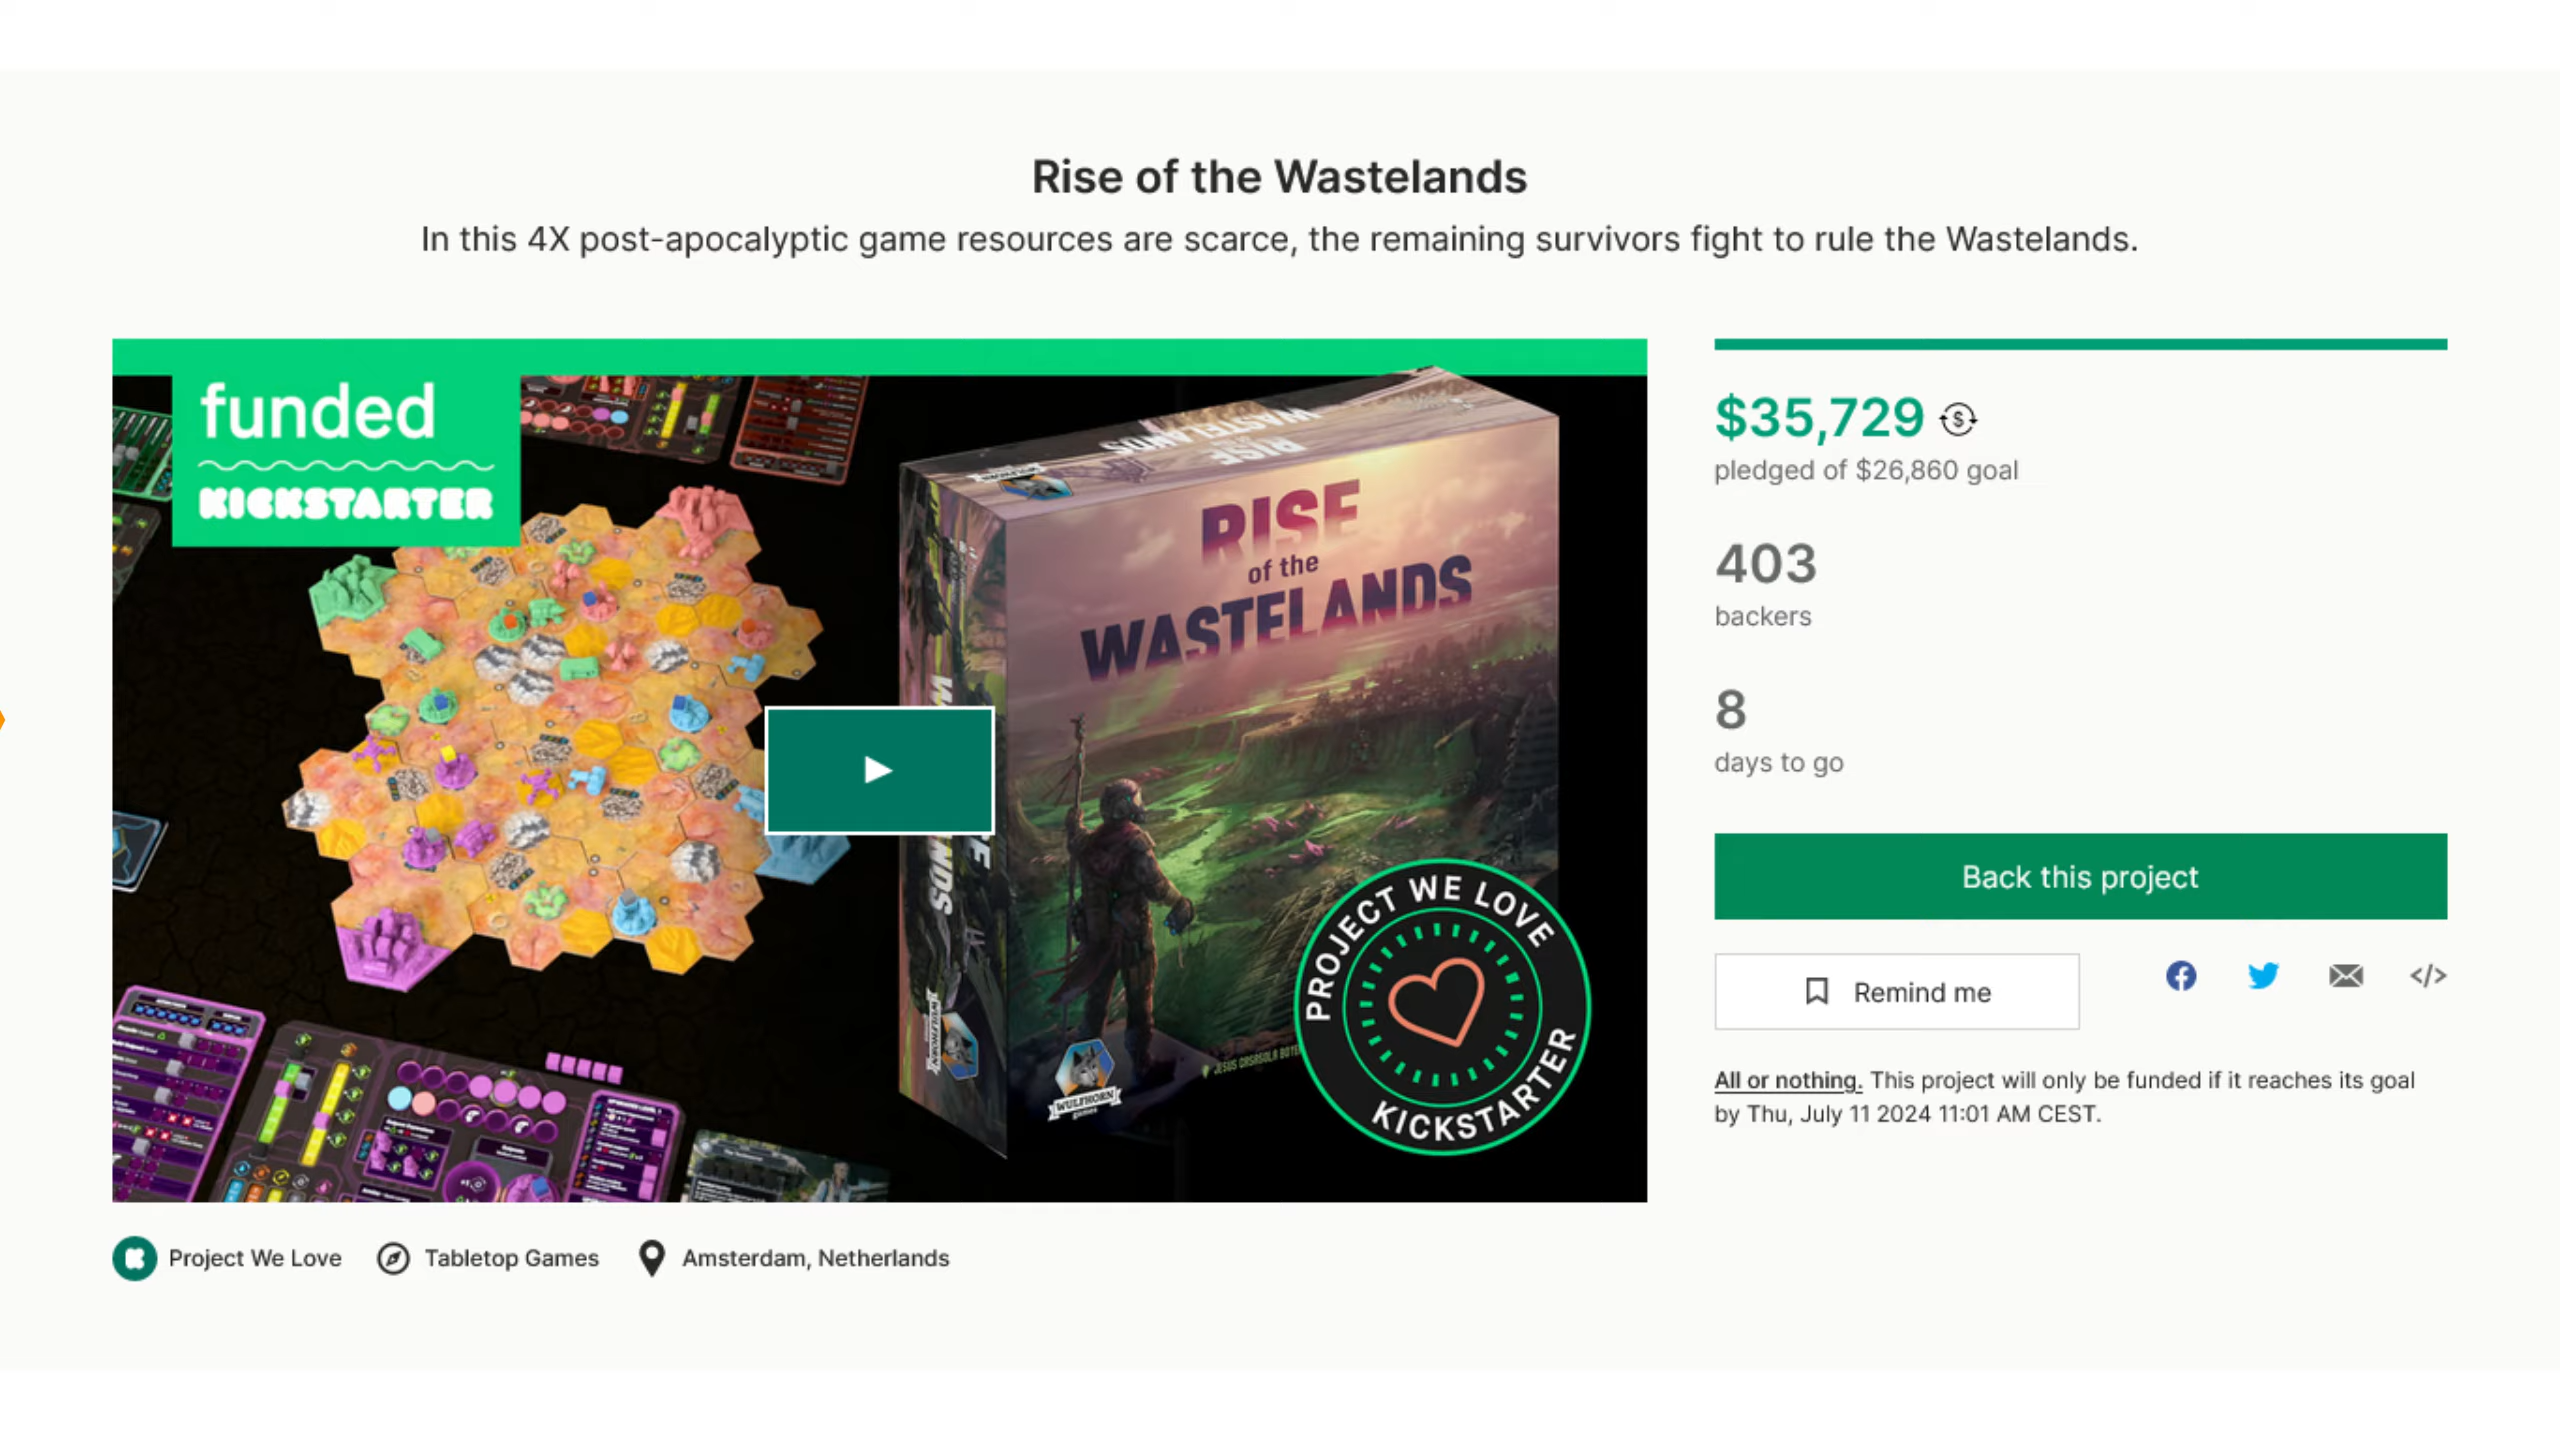 Rise of the Wastelands
In this 4X post-apocalyptic game resources are scarce, the remaining survivors fight to rule the Wastelands.
funded
KICKSTARTER
WASTELANDS
RISE
RISE
of the
WASTELANDS
WULFHORN
games
PROJECT WE LOVE
KICKSTARTER
$35,729
pledged of $26,860 goal
403
backers
8
days to go
Back this project
Remind me
All or nothing. This project will only be funded if it reaches its goal
by Thu, July 11 2024 11:01 AM CEST.
Project We Love
Tabletop Games
Amsterdam, Netherlands